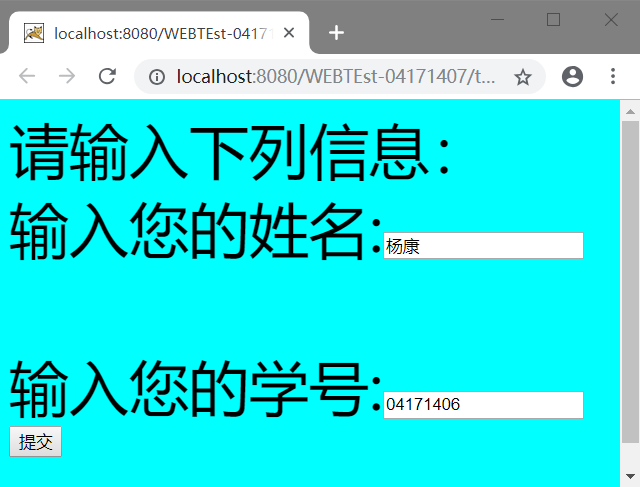 localhost:8080/WEBTEst-0417
localhost:8080/WEBTEst-04171407/t...
请输入下列信息：
输入您的姓名:杨康
输入您的学号:04171406
提交